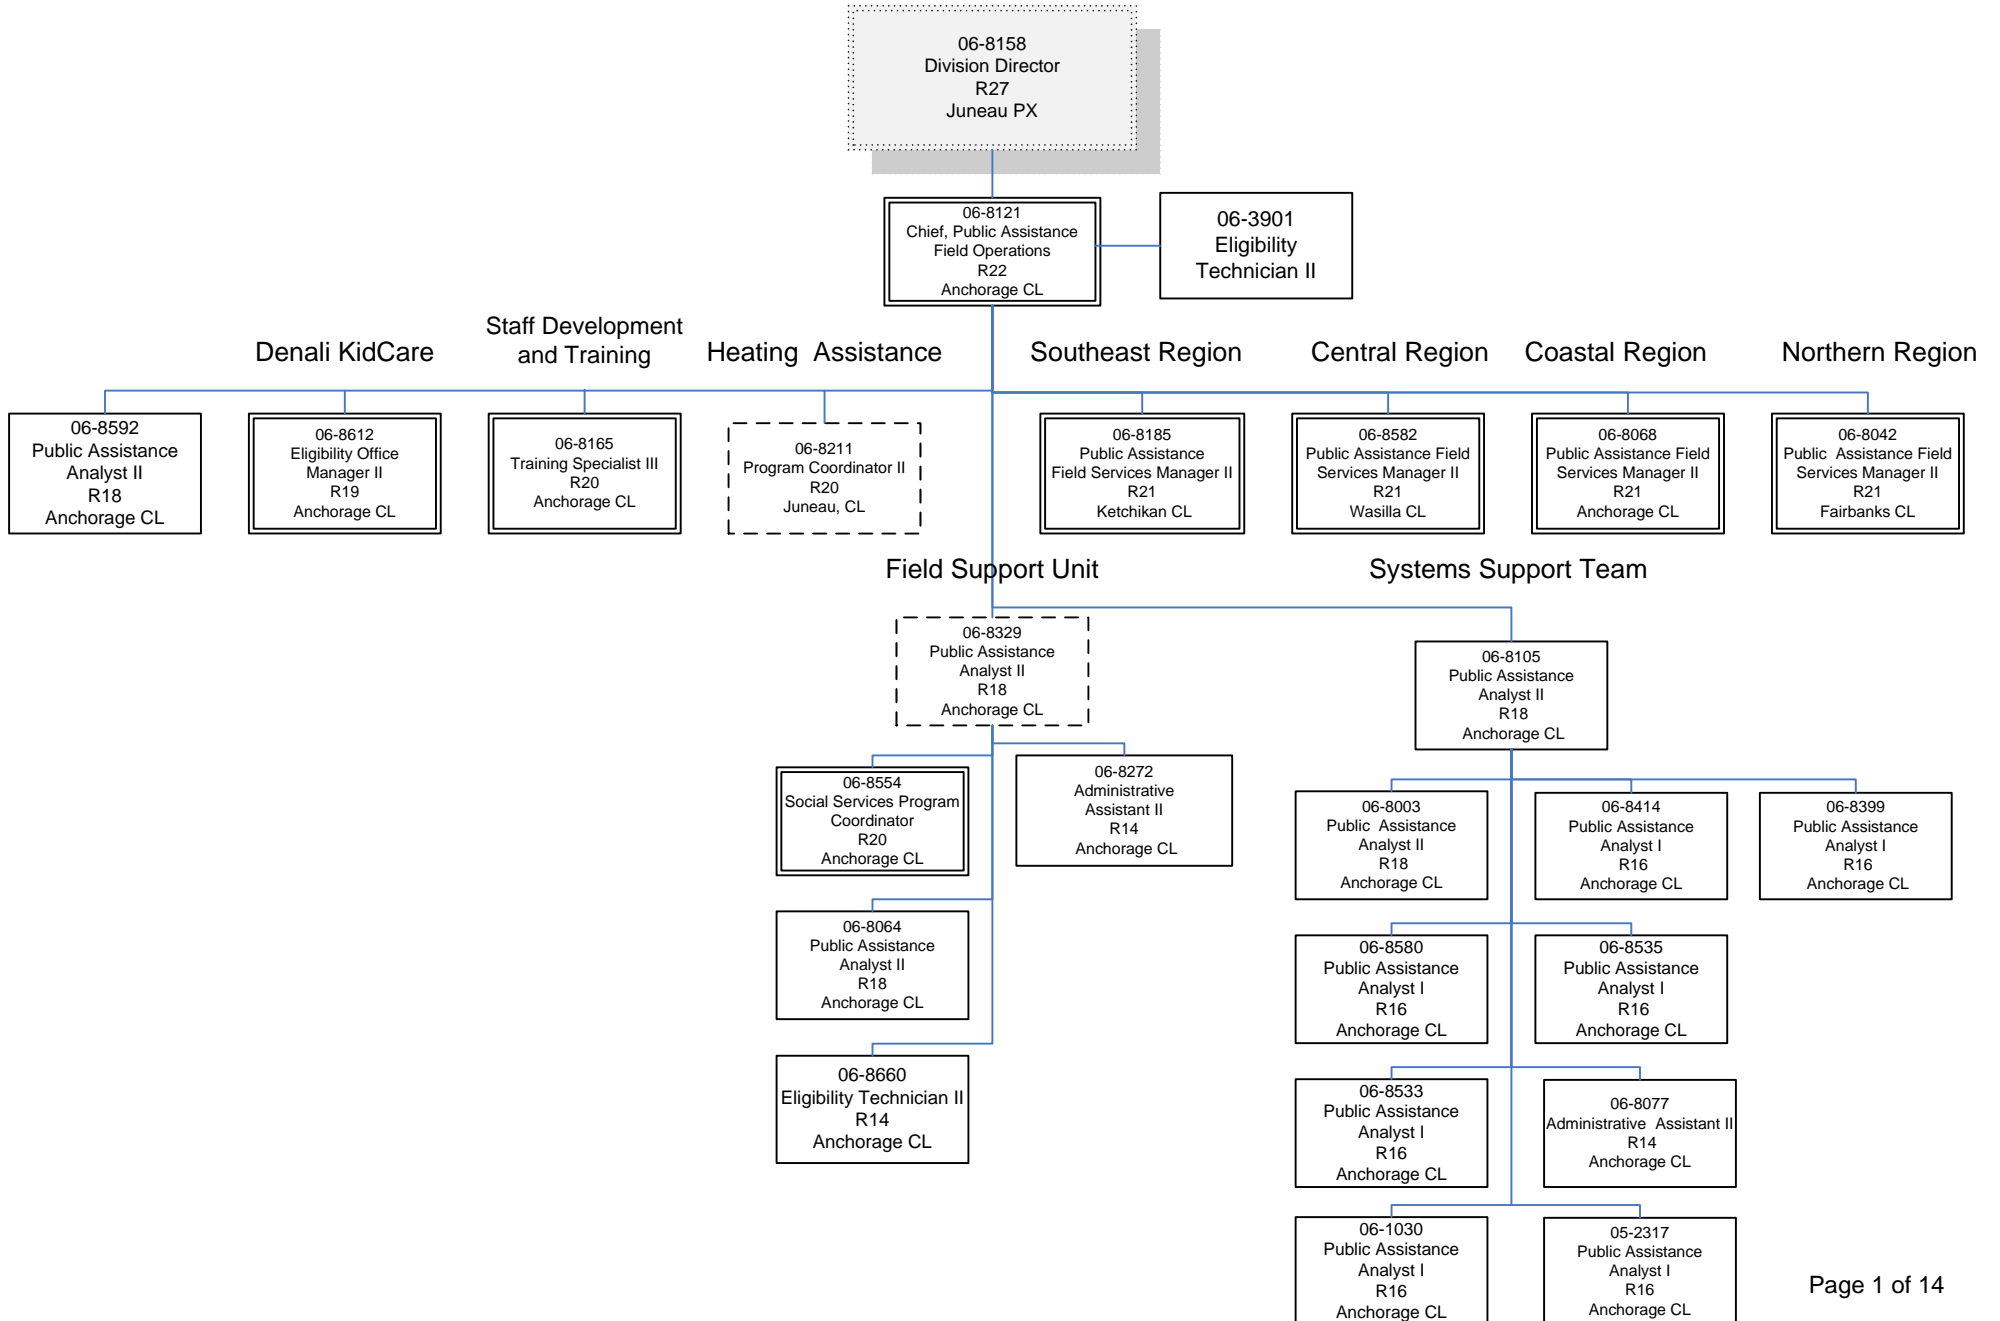 06-8158
Division Director
R27
Juneau PX
06-8121
Chief, Public Assistance
Field Operations
R22
Anchorage CL
06-3901
Eligibility
Technician II
Denali KidCare
Staff Development
and Training
Heating Assistance
Southeast Region
Central Region
Coastal Region
Northern Region
06-8592
Public Assistance
Analyst II
R18
Anchorage CL
06-8612
Eligibility Office
Manager II
R19
Anchorage CL
06-8165
Training Specialist III
R20
Anchorage CL
06-8211
Program Coordinator II
R20
Juneau, CL
06-8185
Public Assistance
Field Services Manager II
R21
Ketchikan CL
06-8582
Public Assistance Field
Services Manager II
R21
Wasilla CL
06-8068
Public Assistance Field
Services Manager II
R21
Anchorage CL
06-8042
Public Assistance Field
Services Manager II
R21
Fairbanks CL
Field Support Unit
Systems Support Team
06-8329
Public Assistance
Analyst II
R18
Anchorage CL
06-8105
Public Assistance
Analyst II
R18
Anchorage CL
06-8554
Social Services Program
Coordinator
R20
Anchorage CL
06-8272
Administrative
Assistant II
R14
Anchorage CL
06-8003
Public Assistance
Analyst II
R18
Anchorage CL
06-8414
Public Assistance
Analyst I
R16
Anchorage CL
06-8399
Public Assistance
Analyst I
R16
Anchorage CL
06-8064
Public Assistance
Analyst II
R18
Anchorage CL
06-8580
Public Assistance
Analyst I
R16
Anchorage CL
06-8535
Public Assistance
Analyst I
R16
Anchorage CL
06-8660
Eligibility Technician II
R14
Anchorage CL
06-8533
Public Assistance
Analyst I
R16
Anchorage CL
06-8077
Administrative Assistant II
R14
Anchorage CL
06-1030
Public Assistance
Analyst I
R16
Anchorage CL
05-2317
Public Assistance
Analyst I
R16
Anchorage CL
Page 1 of 14